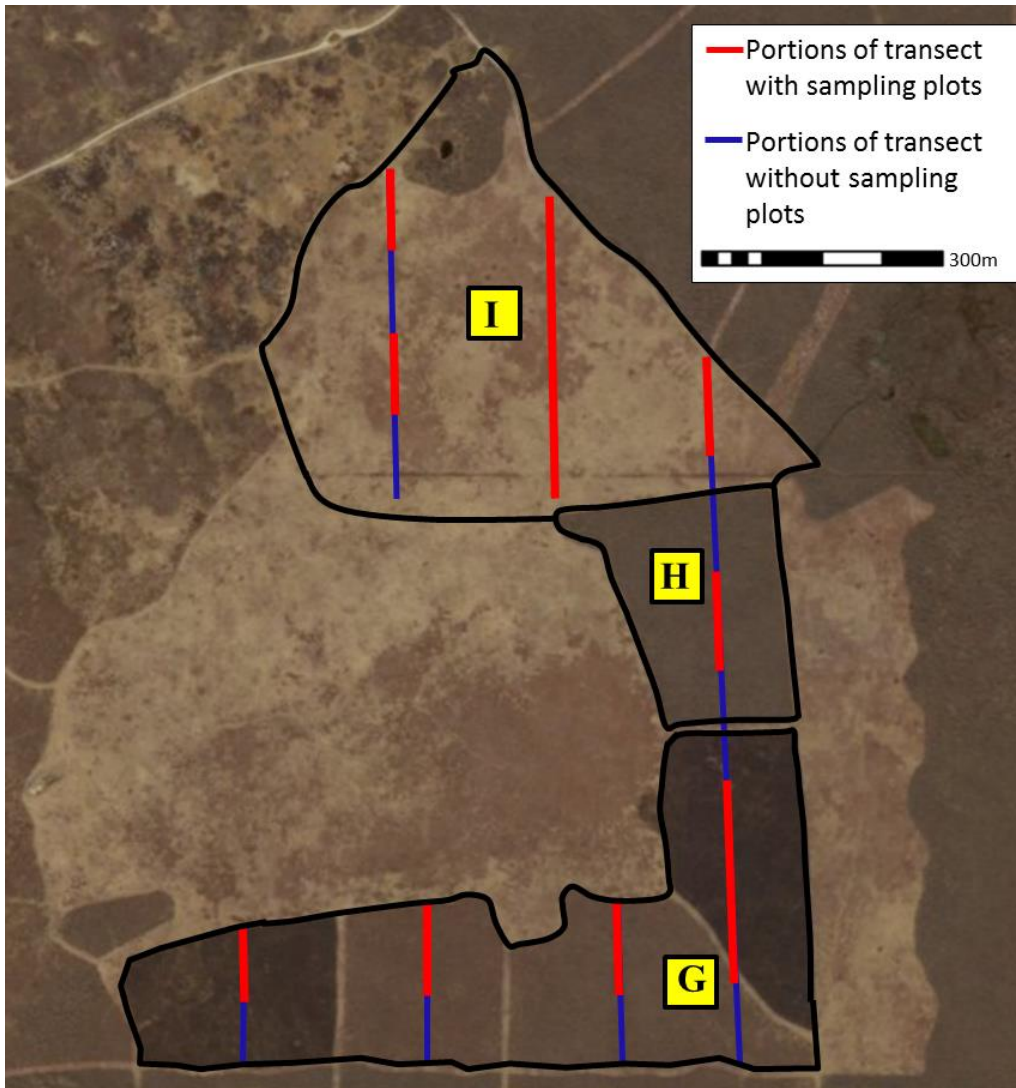 Portions of transect
with sampling plots
Portions of transect
without sampling
plots
300m
I
H
G